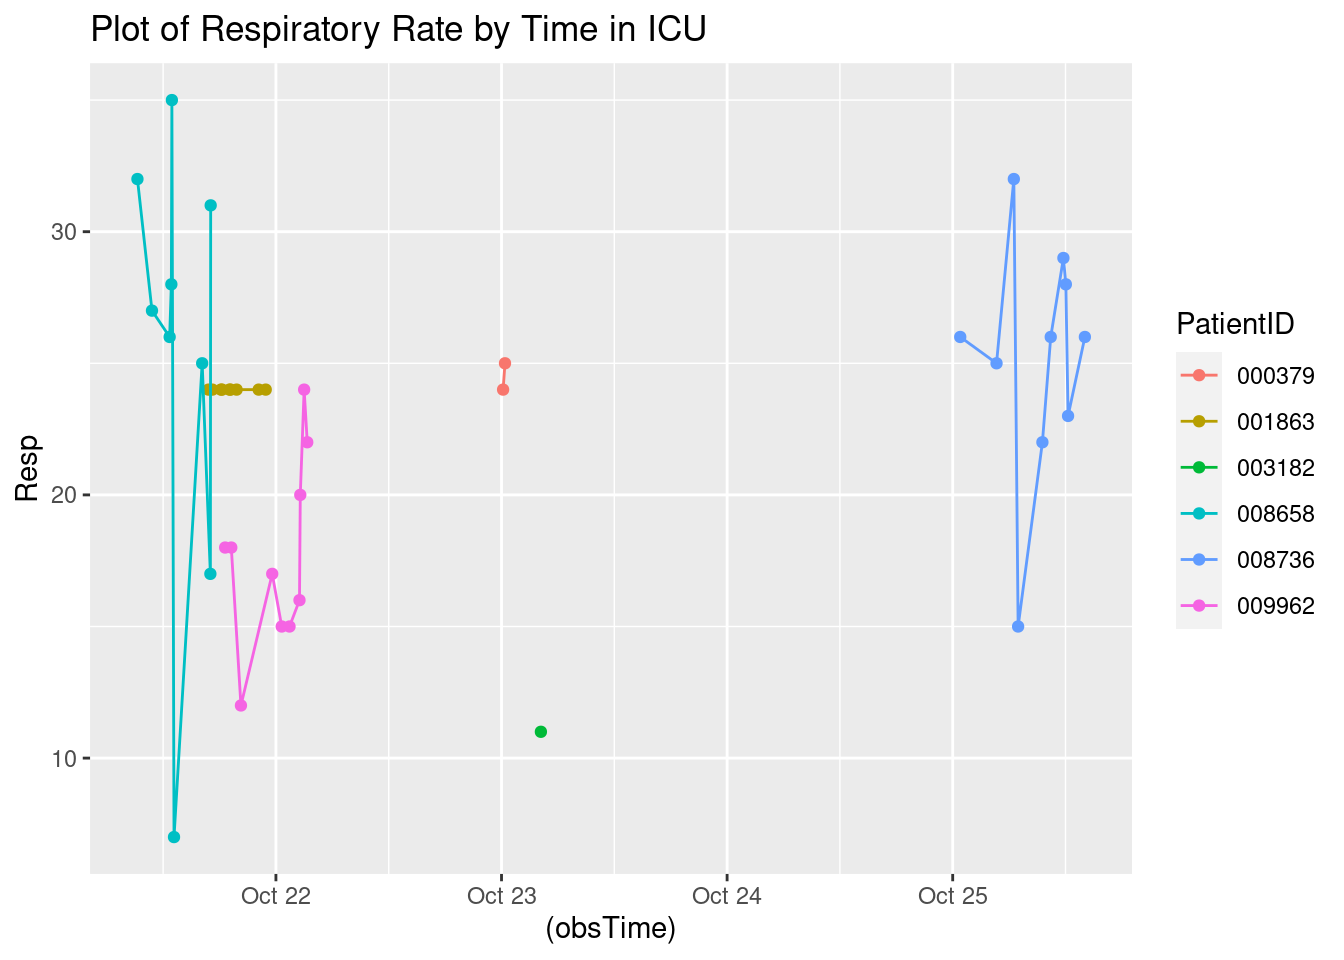 Plot of Respiratory Rate by Time in ICU
Resp
30
20
10
Oct 22
Oct 23
Oct 24
Oct 25
(obsTime)
PatientID
000379
001863
003182
008658
008736
009962